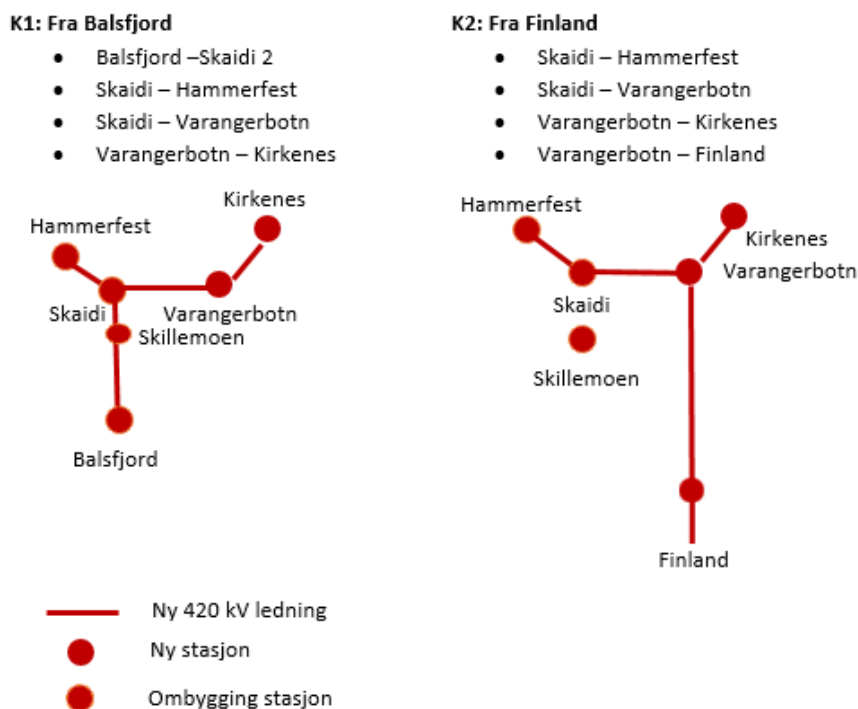 K1: Fra Balsfjord
• Balsfjord –Skaidi 2
• Skaidi – Hammerfest
• Skaidi – Varangerbotn
• Varangerbotn – Kirkenes
Kirkenes
Hammerfest
Skaidi
Varangerbotn
Skillemoen
Balsfjord
K2: Fra Finland
• Skaidi – Hammerfest
• Skaidi – Varangerbotn
• Varangerbotn – Kirkenes
• Varangerbotn – Finland
Hammerfest
Kirkenes
Varangerbotn
Skaidi
Skillemoen
Finland
Ny 420 kV ledning
Ny stasjon
Ombygging stasjon